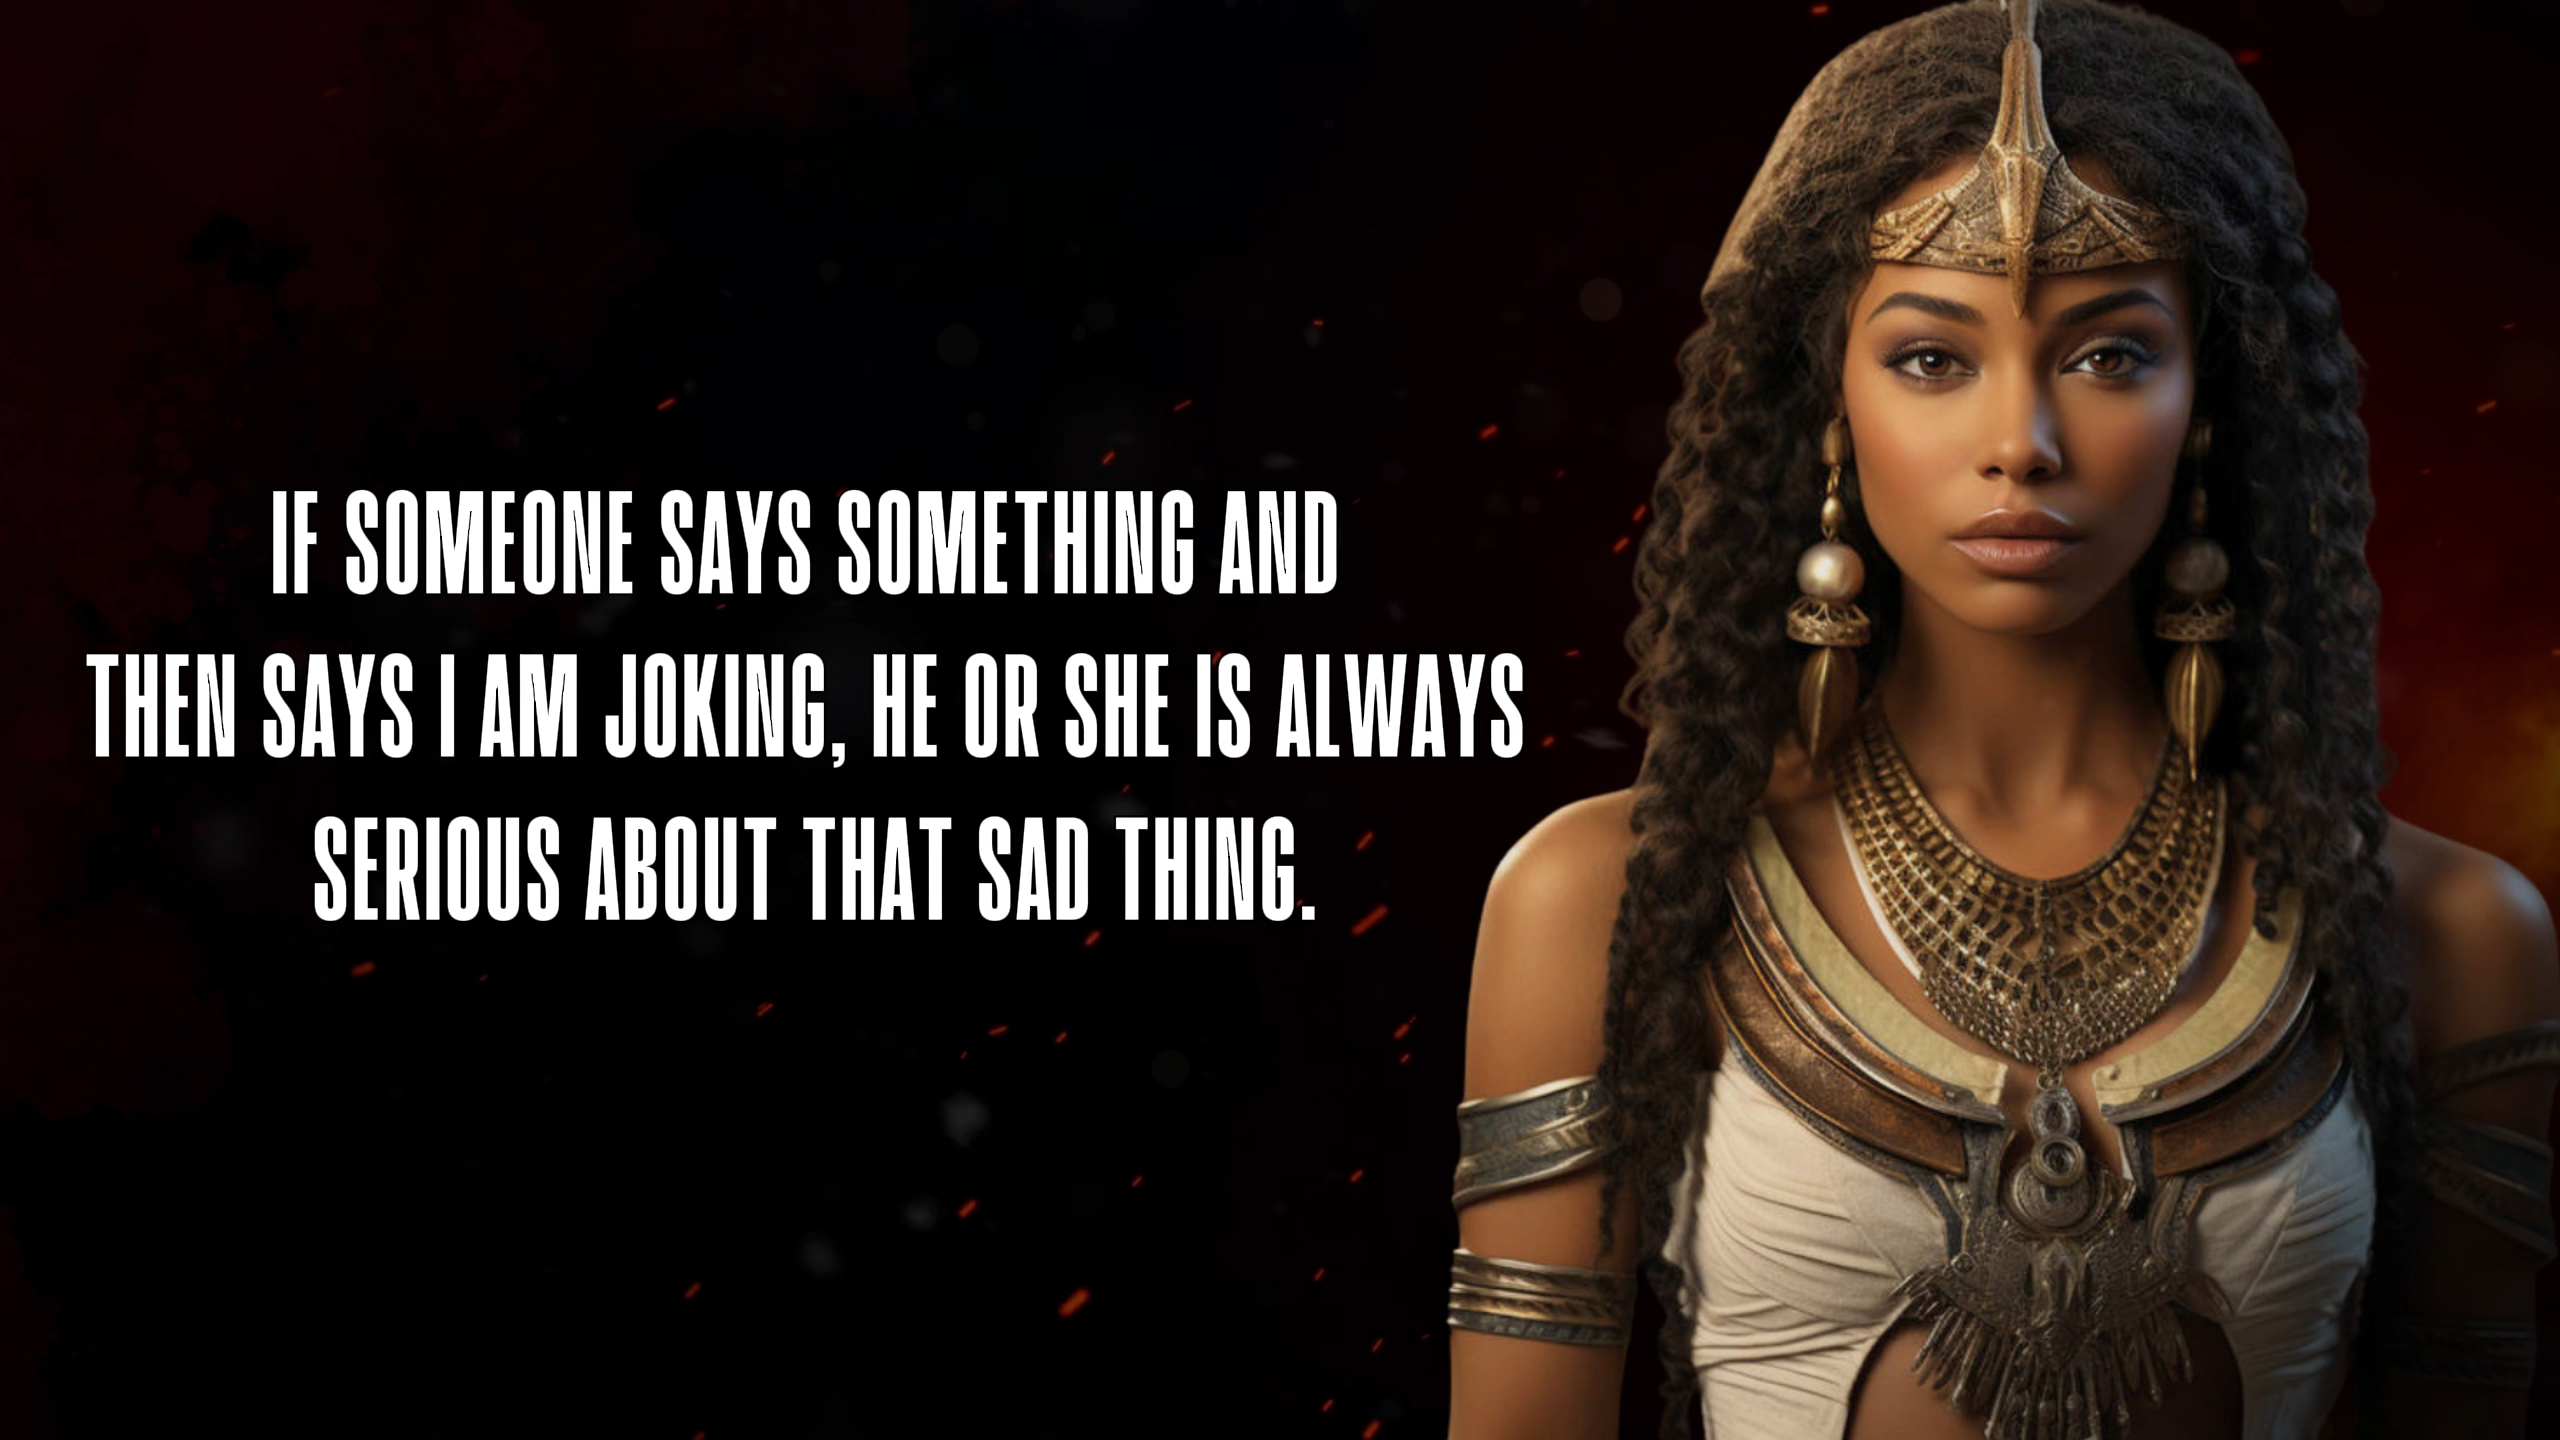 IF SOMEONE SAYS SOMETHING AND
THEN SAYS I AM JOKING, HE OR SHE IS ALWAYS
SERIOUS ABOUT THAT SAD THING.